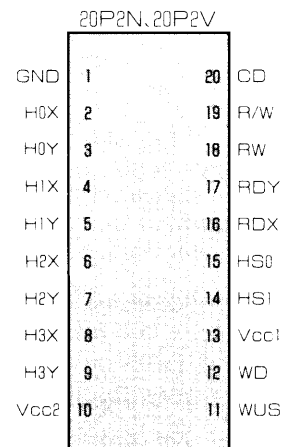 20P2N、20P2V
GND 1 20 CD
H0X 2 19 R/W
H0Y 3 18 RW
H1X 4 17 RDY
H1Y 5 16 RDX
H2X 6 15 HS0
H2Y 7 14 HS1
H3X 8 13 Vcc1
H3Y 9 12 WD
Vcc2 10 11 WUS